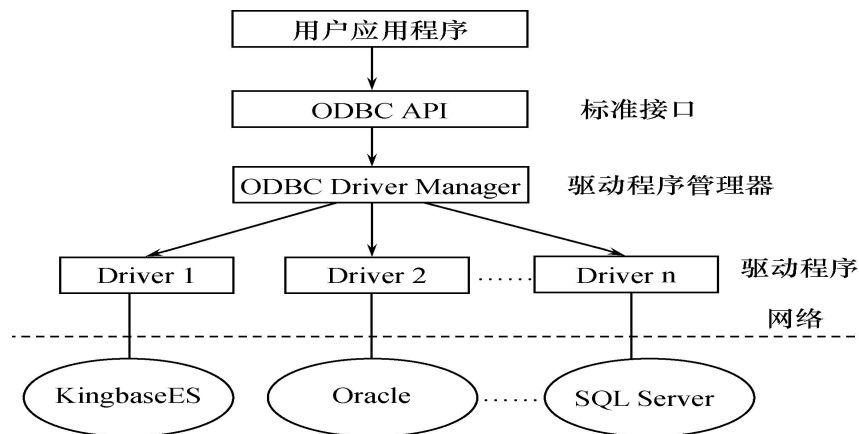 用户应用程序
ODBC API
标准接口
ODBC Driver Manager
驱动程序管理器
Driver 1
Driver 2
......
Driver n
驱动程序
网络
KingbaseES
Oracle
......
SQL Server